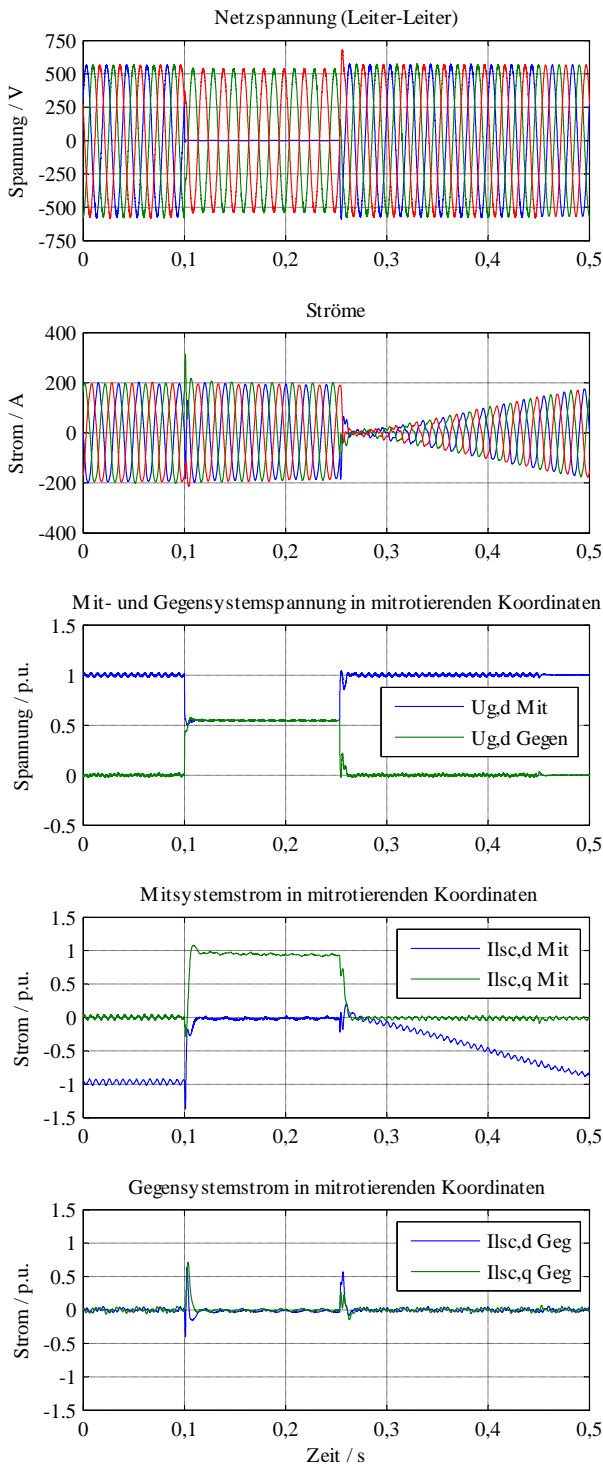 Netzspannung (Leiter-Leiter)
Spannung / V
750
500
250
0
-250
-500
-750
0 0,1 0,2 0,3 0,4 0,5
Ströme
Strom / A
400
200
0
-200
-400
0 0,1 0,2 0,3 0,4 0,5
Mit- und Gegensystemspannung in mitrotierenden Koordinaten
Spannung / p.u.
1.5
1
0.5
0
-0.5
Ug,d Mit
Ug,d Gegen
0 0,1 0,2 0,3 0,4 0,5
Mitsystemstrom in mitrotierenden Koordinaten
Strom / p.u.
1.5
1
0.5
0
-0.5
-1
-1.5
Ilsc,d Mit
Ilsc,q Mit
0 0,1 0,2 0,3 0,4 0,5
Gegensystemstrom in mitrotierenden Koordinaten
Strom / p.u.
1.5
1
0.5
0
-0.5
-1
-1.5
Ilsc,d Geg
Ilsc,q Geg
0 0,1 0,2 0,3 0,4 0,5
Zeit / s